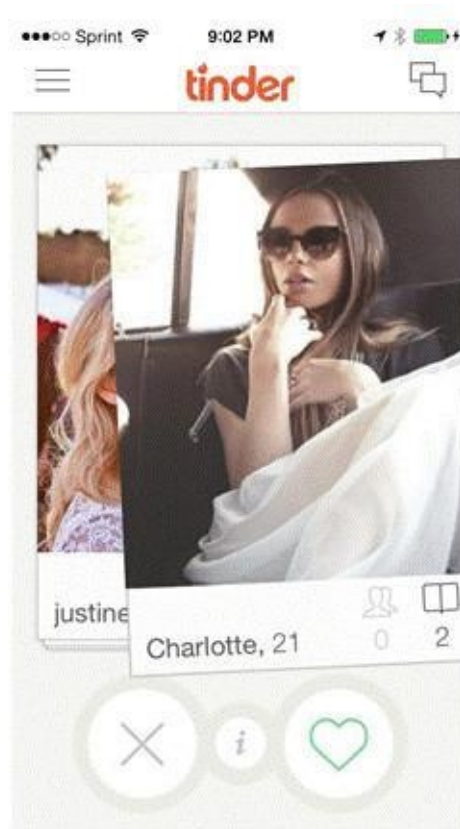 Sprint 9:02 PM
tinder
justine
Charlotte, 21
0 2
i